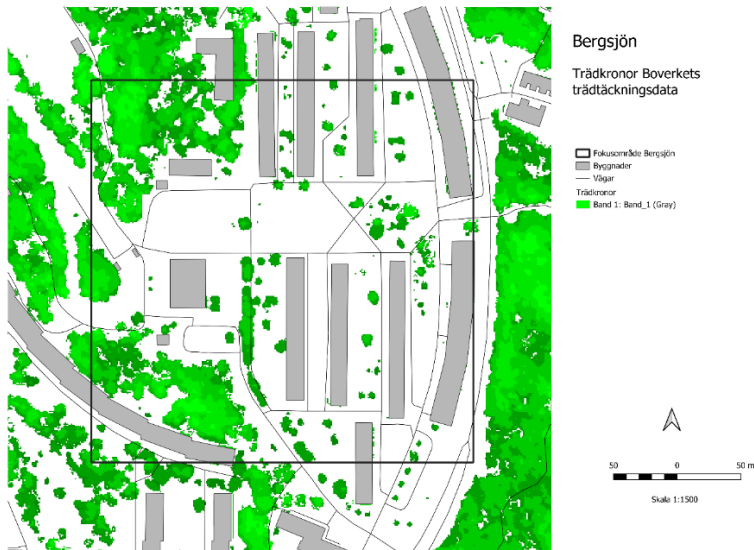 Bergsjön
Trädkronor Boverkets
trädtäckningsdata
Fokusområde Bergsjön
Byggnader
Vägar
Trädkronor
Band 1: Band_1 (Gray)
50 0 50 m
Skala 1:1500